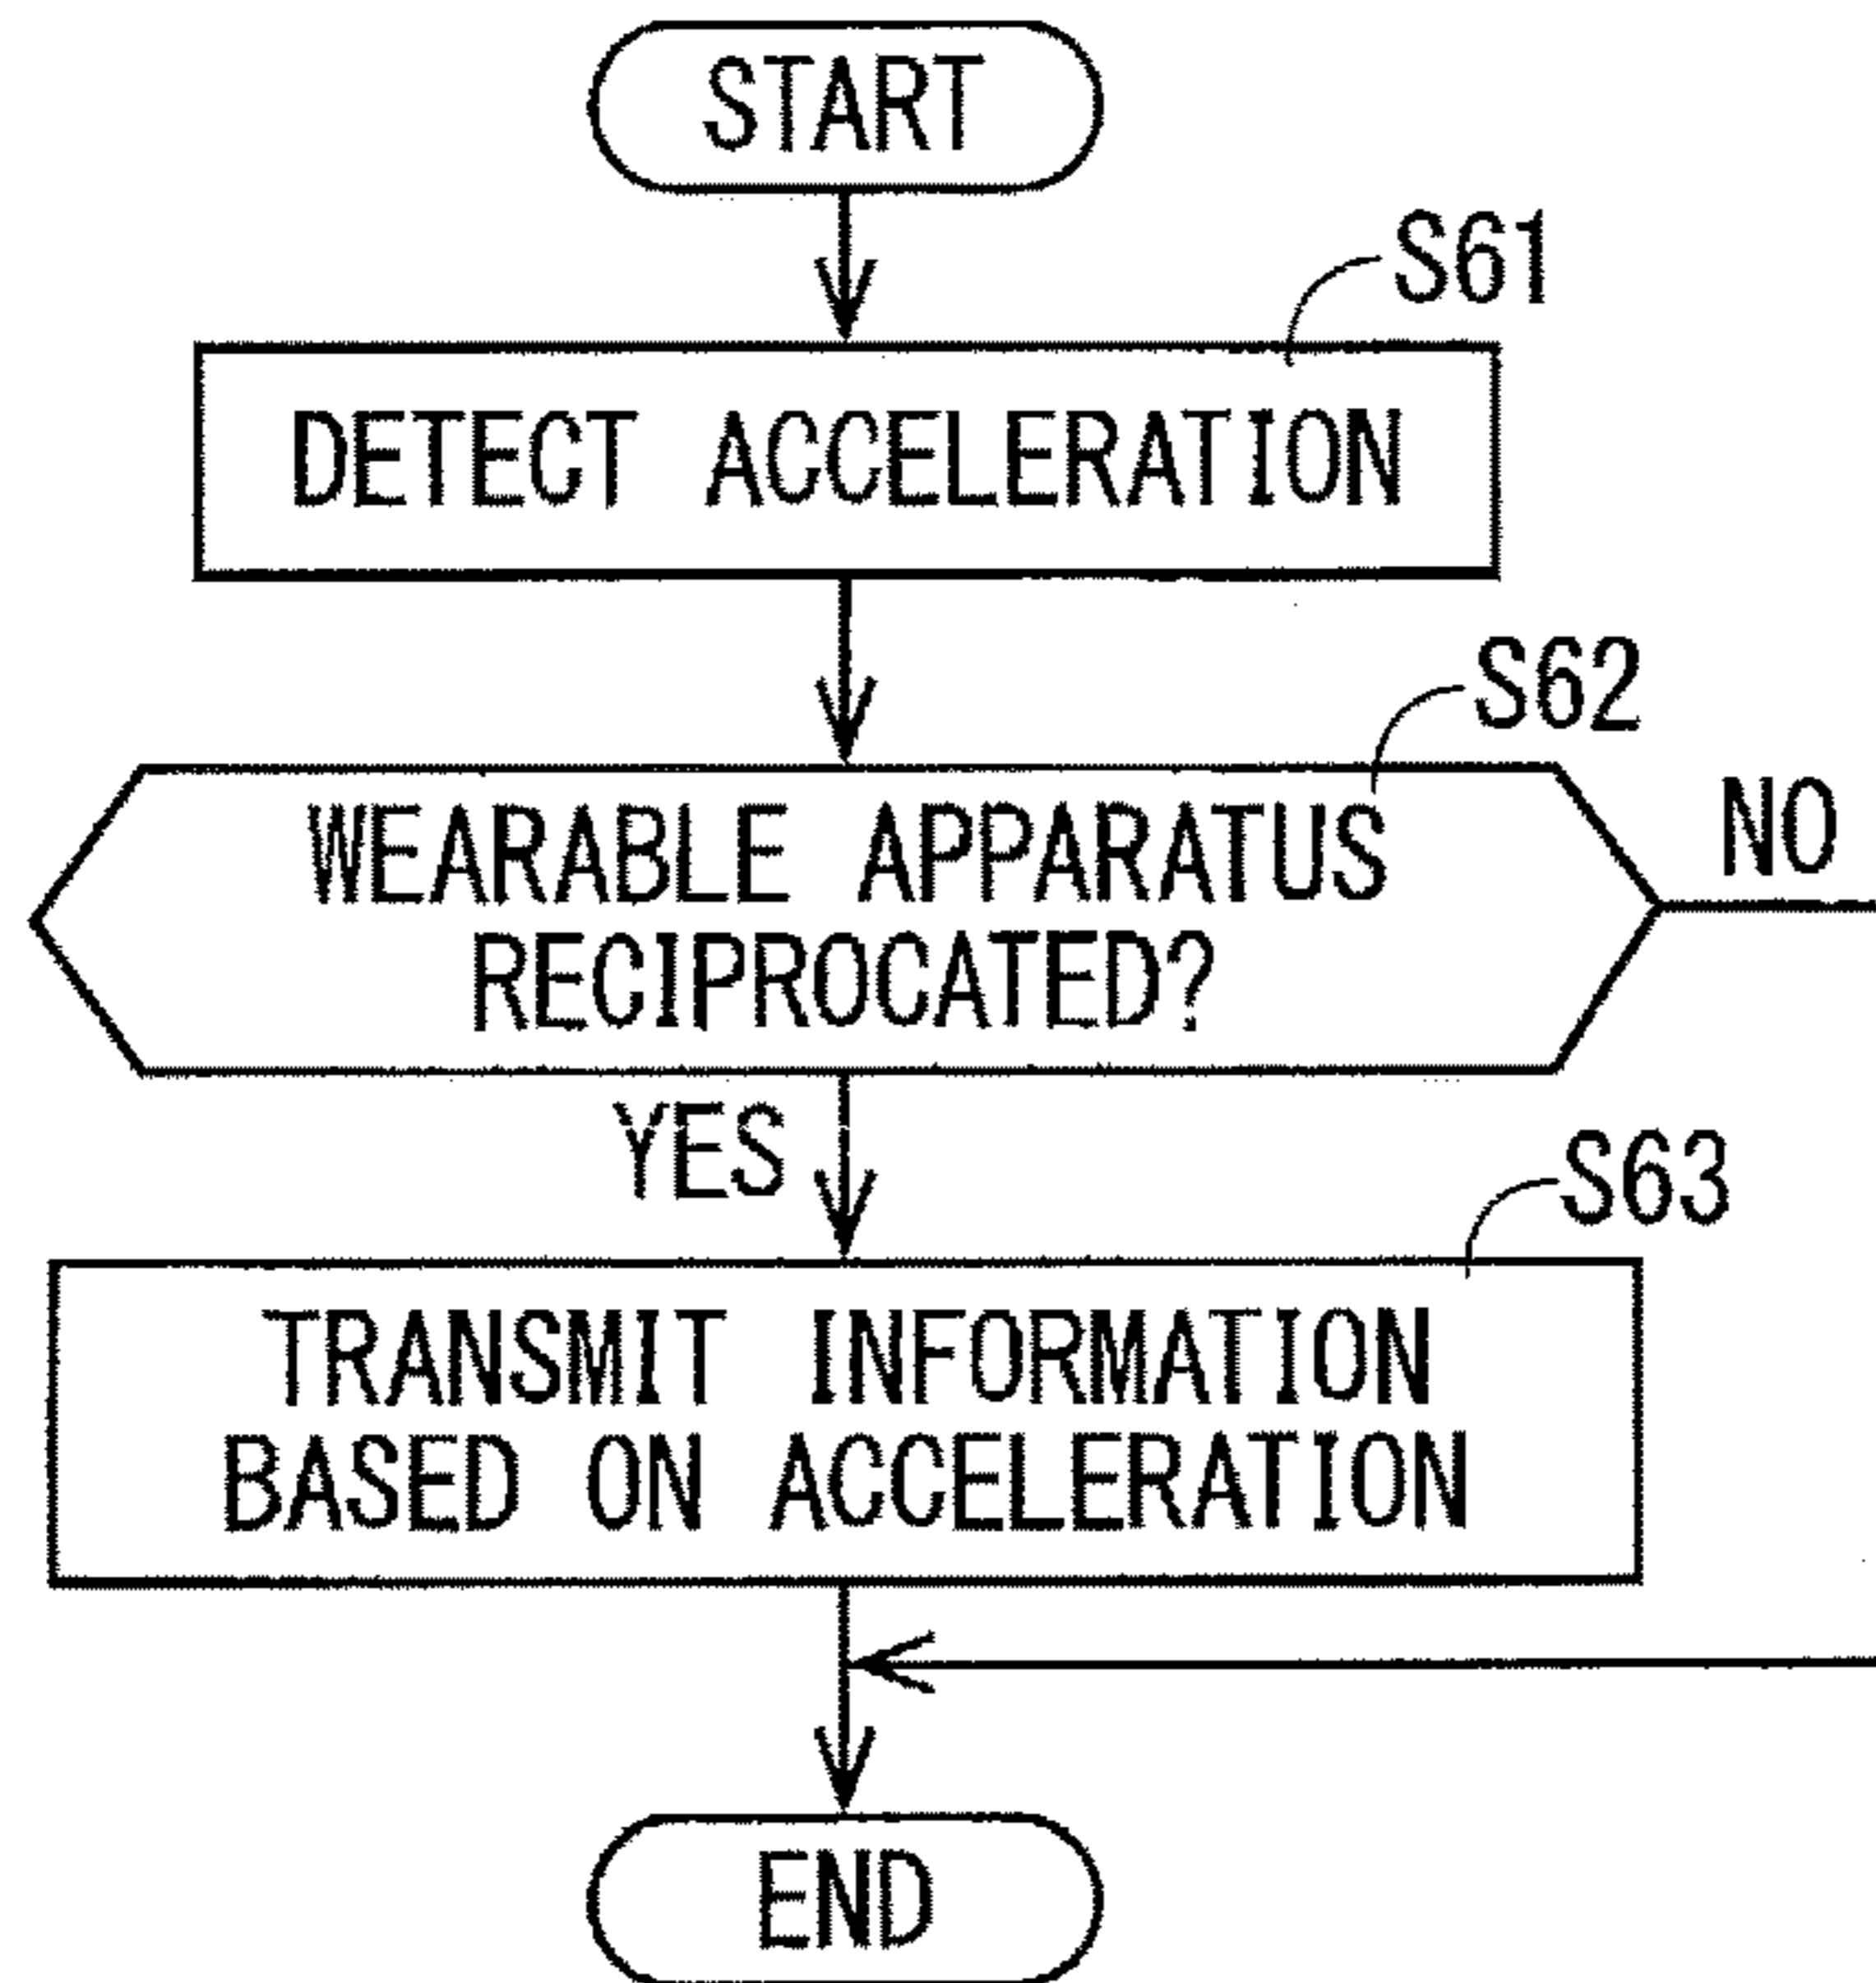 START
S61
DETECT ACCELERATION
S62
WEARABLE APPARATUS
RECIPROCATED?
NO
YES
S63
TRANSMIT INFORMATION
BASED ON ACCELERATION
END